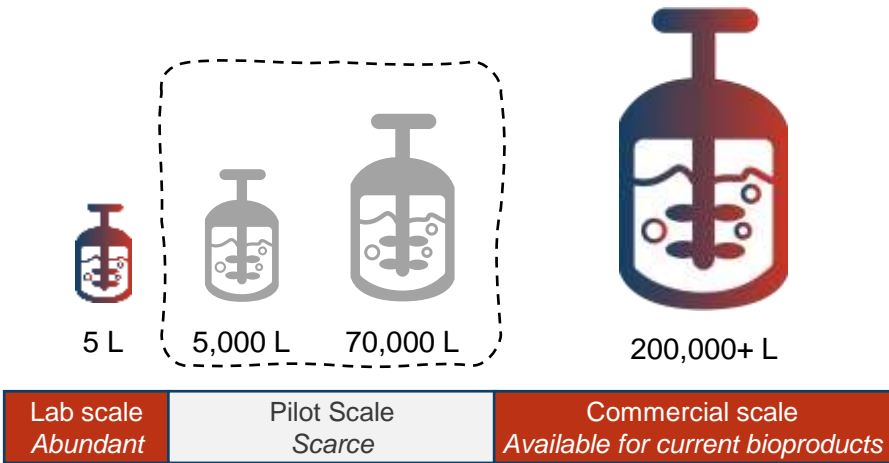 5 L
5,000 L
70,000 L
200,000+ L
Lab scale
Abundant
Pilot Scale
Scarce
Commercial scale
Available for current bioproducts